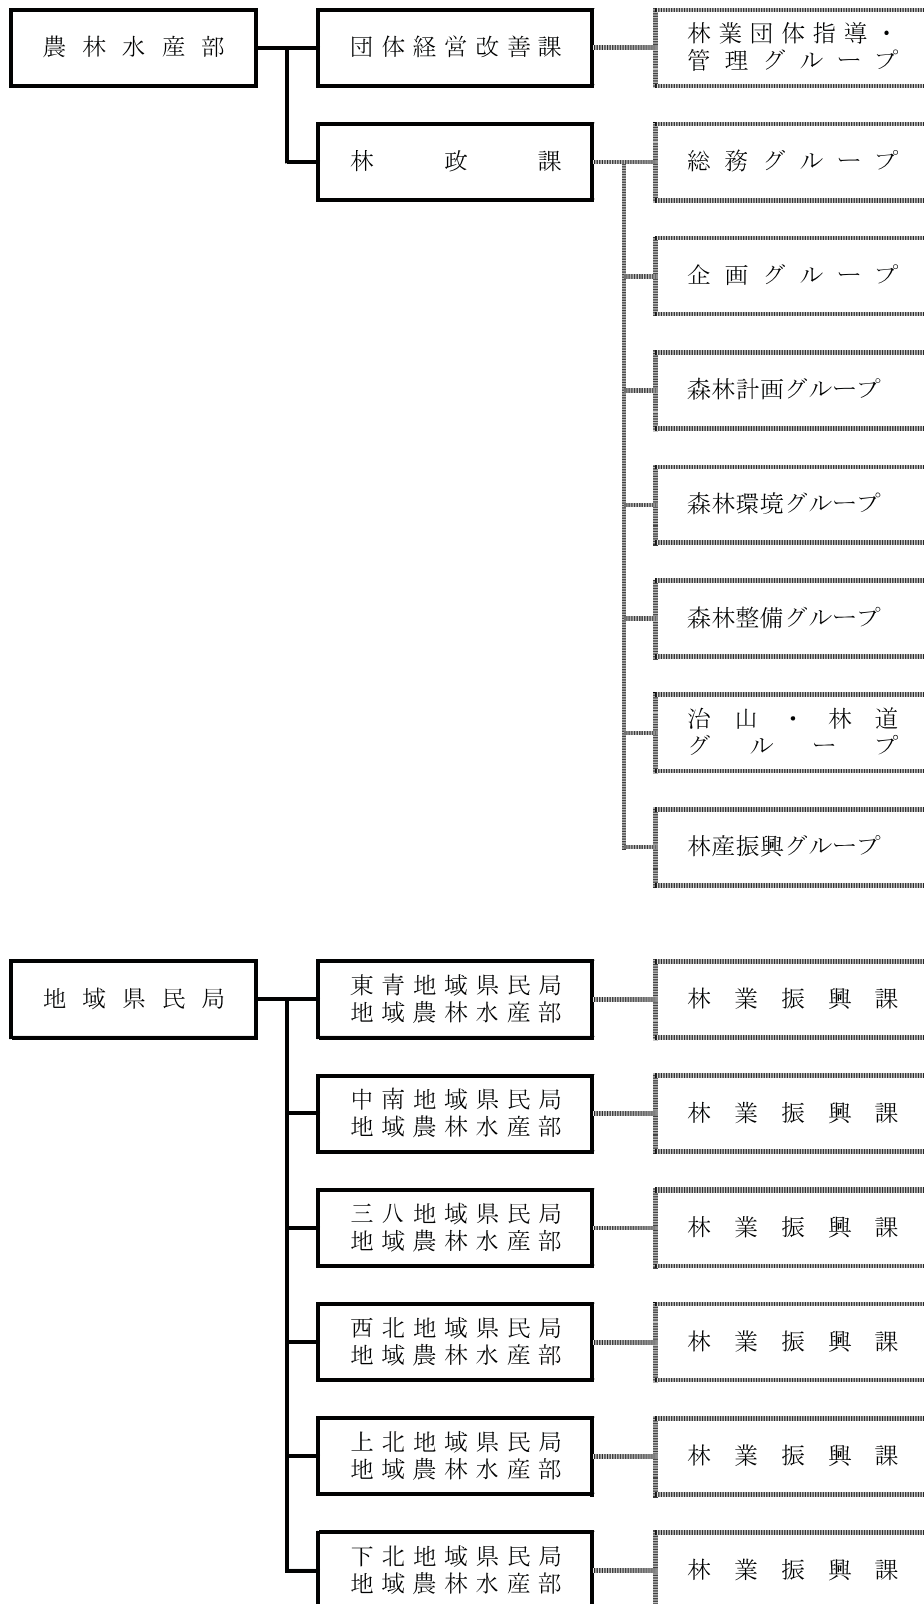 農林水産部
団体経営改善課
林業団体指導・
管理グループ
林政課
総務グループ
企画グループ
森林計画グループ
森林環境グループ
森林整備グループ
治山・林道
グループ
林産振興グループ
地域県民局
東青地域県民局
地域農林水産部
林業振興課
中南地域県民局
地域農林水産部
林業振興課
三八地域県民局
地域農林水産部
林業振興課
西北地域県民局
地域農林水産部
林業振興課
上北地域県民局
地域農林水産部
林業振興課
下北地域県民局
地域農林水産部
林業振興課